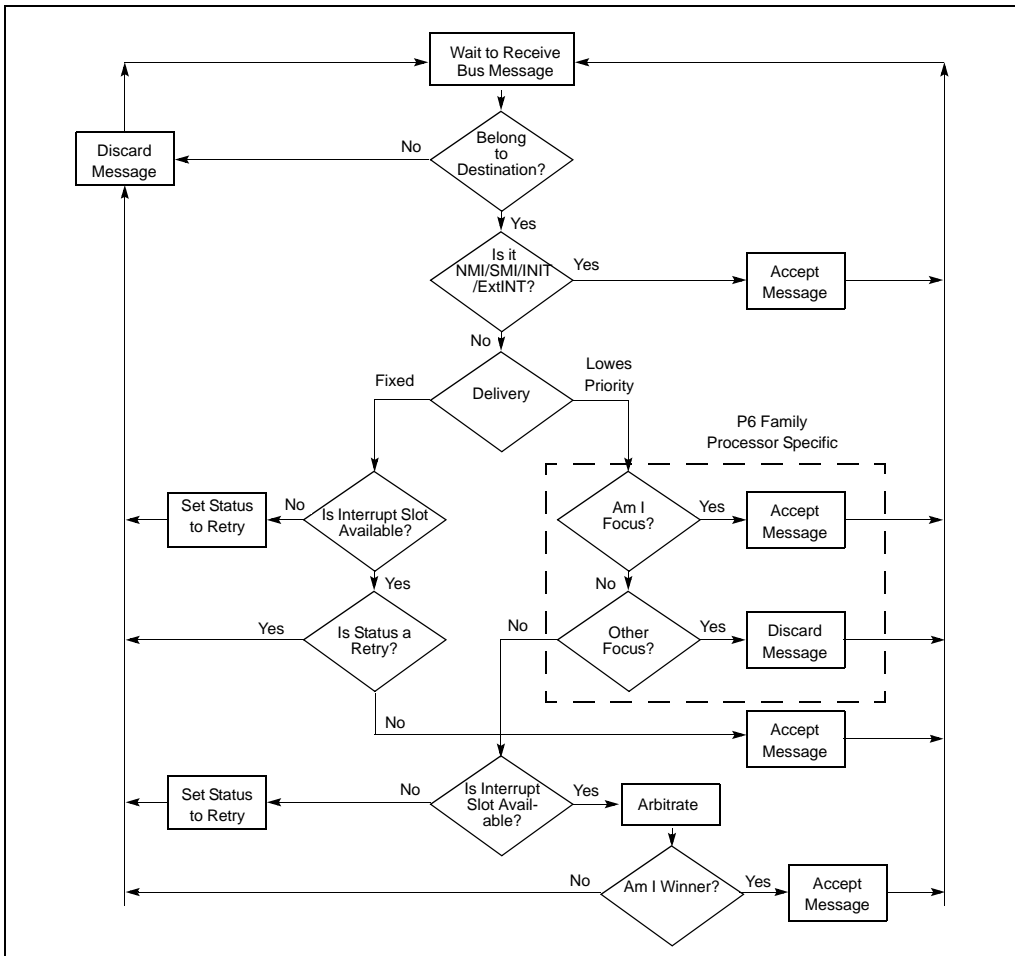 Wait to Receive
Bus Message
Belong
to
Destination?
No
Discard
Message
Yes
Is it
NMI/SMI/INIT
/ExtINT?
Yes
Accept
Message
No
Delivery
Fixed
Lowes
Priority
P6 Family
Processor Specific
Set Status
to Retry
No
Is Interrupt Slot
Available?
Am I
Focus?
Yes
Accept
Message
Yes
No
Yes
Is Status a
Retry?
No
Other
Focus?
Yes
Discard
Message
No
Accept
Message
Set Status
to Retry
No
Is Interrupt
Slot Avail-
able?
Yes
Arbitrate
No
Am I Winner?
Yes
Accept
Message